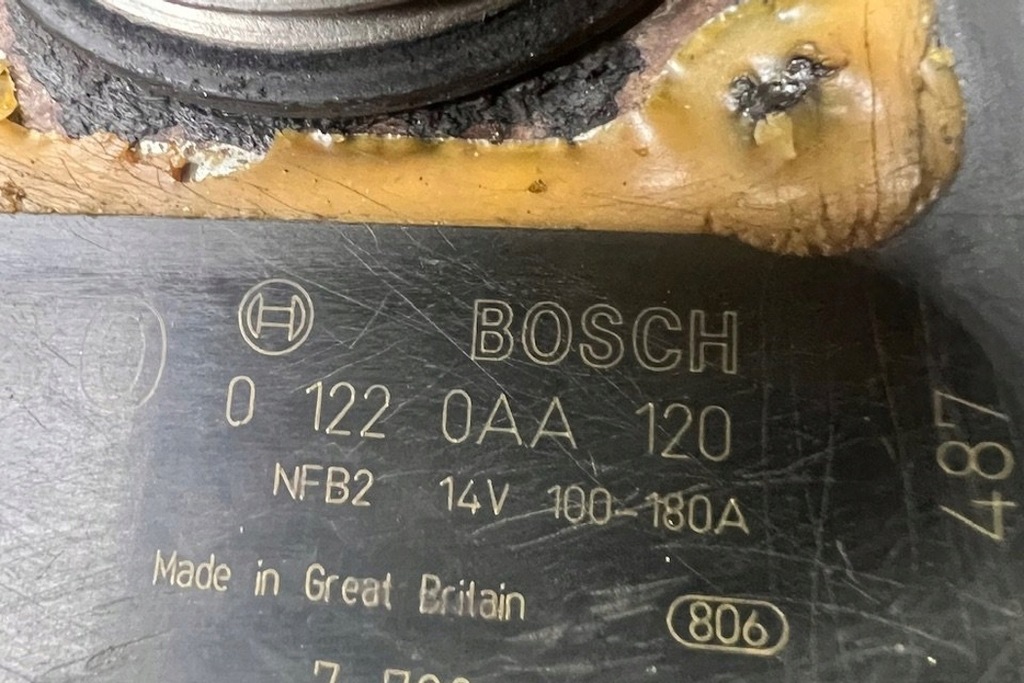 BOSCH
0 122 0AA 120
NFB2 14V 100-180A
Made in Great Britain
806
487